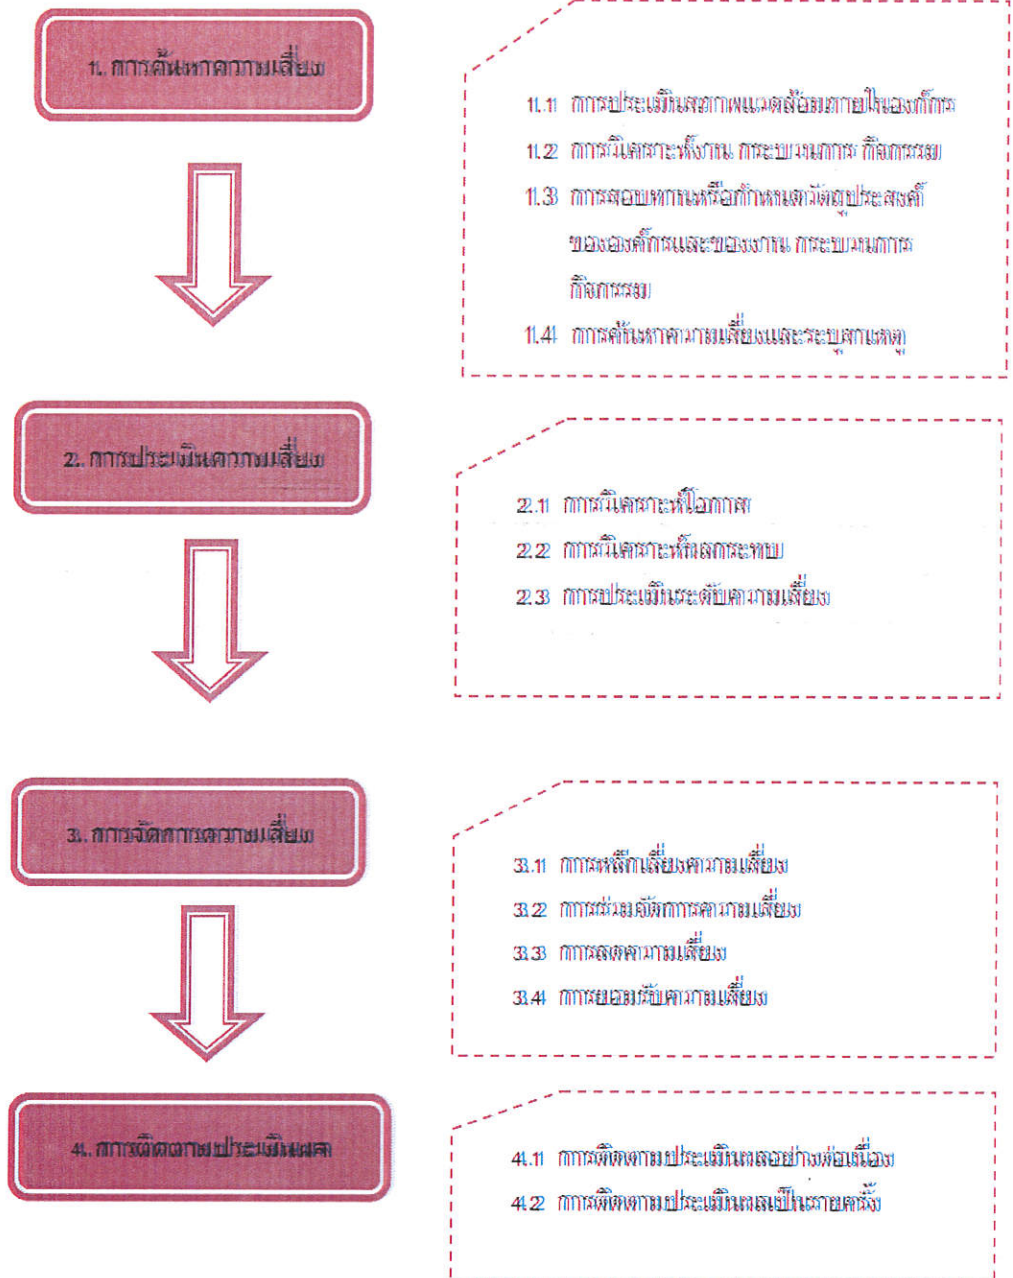 1. การค้นหาความเสี่ยง
1.1 การประเมินสภาพแวดล้อมภายในองค์การ
1.2 การวิเคราะห์งาน กระบวนการ กิจกรรม
1.3 การสอบทานหรือกำหนดวัตถุประสงค์
ขององค์การและของงาน กระบวนการ
กิจกรรม
1.4 การค้นหาความเสี่ยงและระบุสาเหตุ
2. การประเมินความเสี่ยง
2.1 การวิเคราะห์โอกาส
2.2 การวิเคราะห์ผลกระทบ
2.3 การประเมินระดับความเสี่ยง
3. การจัดการความเสี่ยง
3.1 การหลีกเลี่ยงความเสี่ยง
3.2 การร่วมจัดการความเสี่ยง
3.3 การลดความเสี่ยง
3.4 การยอมรับความเสี่ยง
4. การติดตามประเมินผล
4.1 การติดตามประเมินผลอย่างต่อเนื่อง
4.2 การติดตามประเมินผลเป็นรายครั้ง